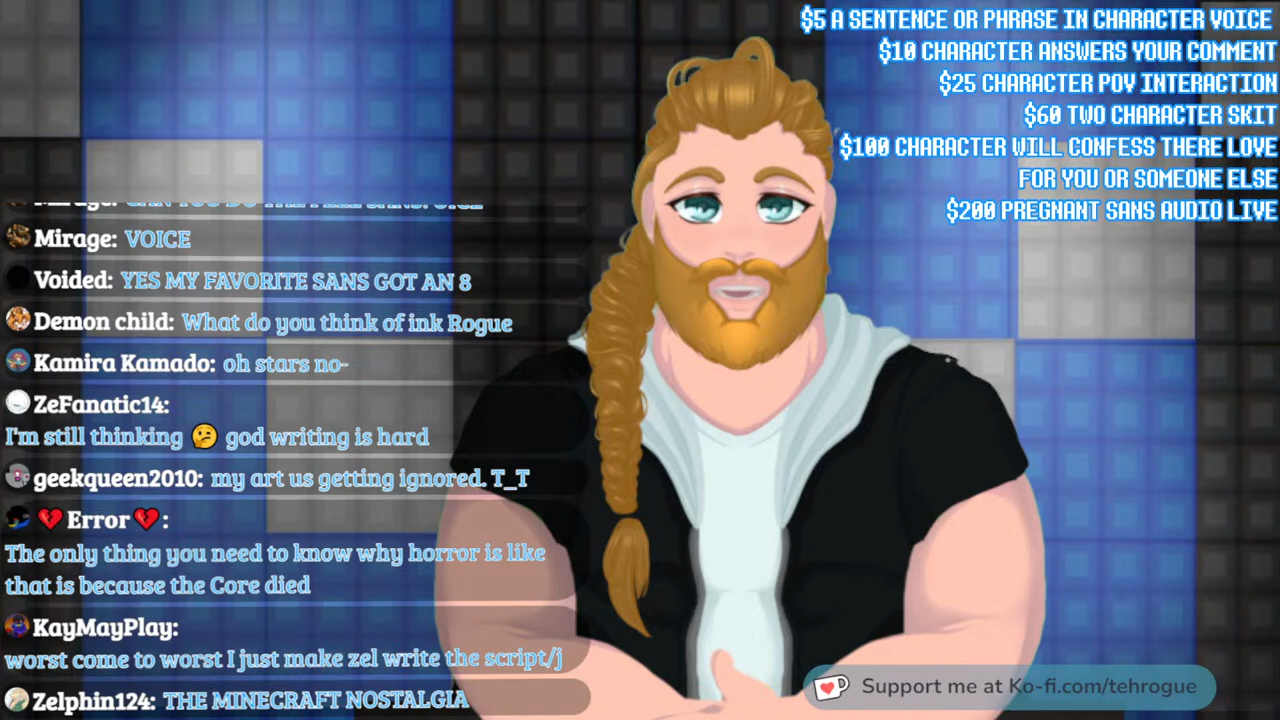 $5 A SENTENCE OR PHRASE IN CHARACTER VOICE
$10 CHARACTER ANSWERS YOUR COMMENT
$25 CHARACTER POV INTERACTION
$60 TWO CHARACTER SKIT
$100 CHARACTER WILL CONFESS THERE LOVE
FOR YOU OR SOMEONE ELSE
$200 PREGNANT SANS AUDIO LIVE
Mirage: VOICE
Voided: YES MY FAVORITE SANS GOT AN 8
Demon child: What do you think of ink Rogue
Kamira Kamado: oh stars no-
ZeFanatic14:
I'm still thinking 🤔 god writing is hard
geekqueen2010: my art us getting ignored. T_T
💔 Error 💔:
The only thing you need to know why horror is like
that is because the Core died
KayMayPlay:
worst come to worst I just make zel write the script/j
Zelphin124: THE MINECRAFT NOSTALGIA
Support me at Ko-fi.com/tehrogue